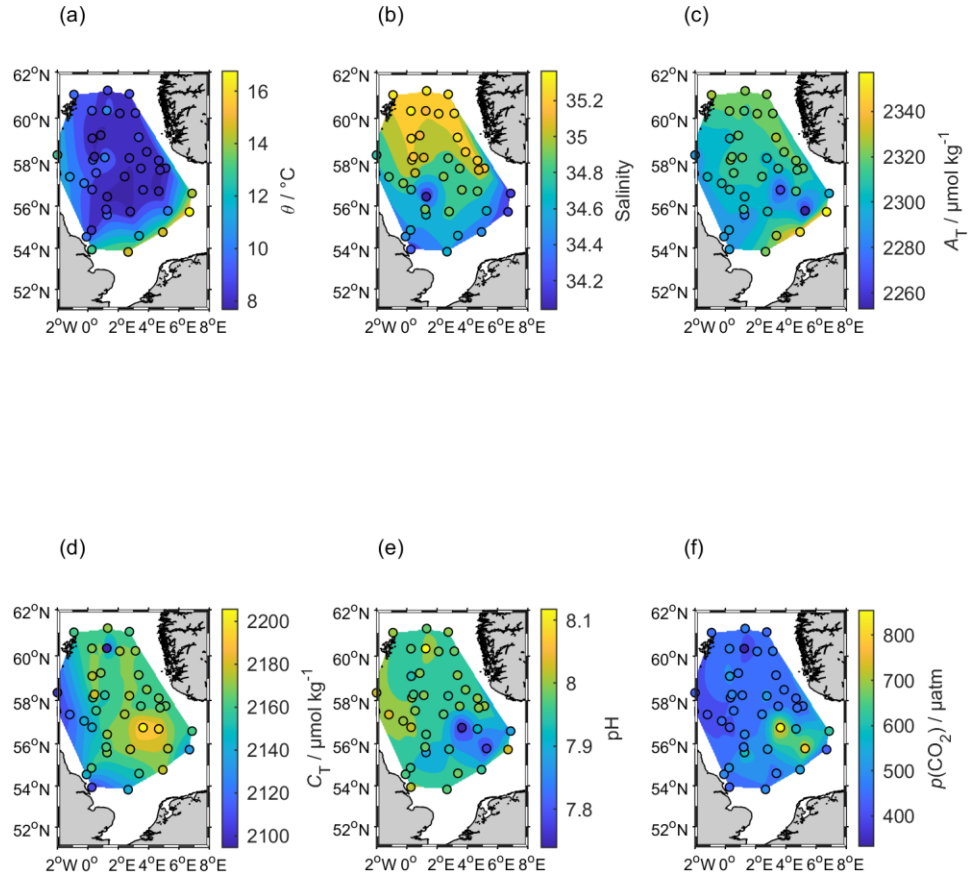 (a)
(b)
(c)
62°N
60°N
58°N
56°N
54°N
52°N
2°W 0° 2°E 4°E 6°E 8°E
16
14
12
10
8
θ / °C
62°N
60°N
58°N
56°N
54°N
52°N
2°W 0° 2°E 4°E 6°E 8°E
35.2
35
34.8
34.6
34.4
34.2
Salinity
62°N
60°N
58°N
56°N
54°N
52°N
2°W 0° 2°E 4°E 6°E 8°E
2340
2320
2300
2280
2260
A_T / μmol kg⁻¹
(d)
(e)
(f)
62°N
60°N
58°N
56°N
54°N
52°N
2°W 0° 2°E 4°E 6°E 8°E
2200
2180
2160
2140
2120
2100
C_T / μmol kg⁻¹
62°N
60°N
58°N
56°N
54°N
52°N
2°W 0° 2°E 4°E 6°E 8°E
8.1
8
7.9
7.8
pH
62°N
60°N
58°N
56°N
54°N
52°N
2°W 0° 2°E 4°E 6°E 8°E
800
700
600
500
400
p(CO₂) / μatm